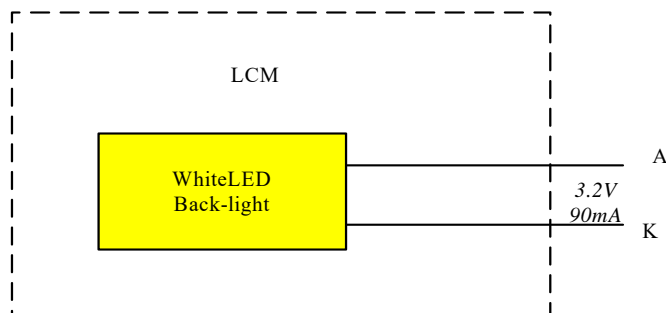 LCM
A
WhiteLED
Back-light
3.2V
90mA
K